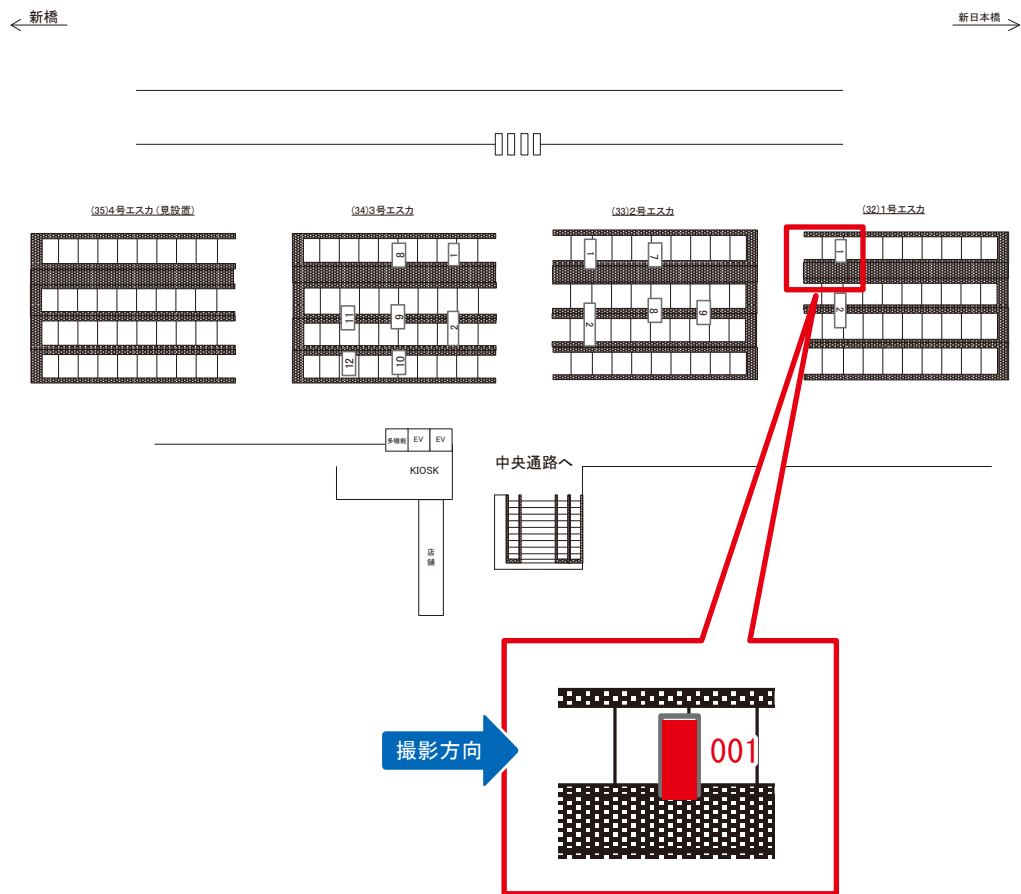 新橋
新日本橋
(35)4号エスカ(見設置)
(34)3号エスカ
(33)2号エスカ
(32)1号エスカ
8
1
1
7
1
11
9
2
2
8
9
2
12
10
多機能
EV
EV
KIOSK
中央通路へ
店舗
撮影方向
001